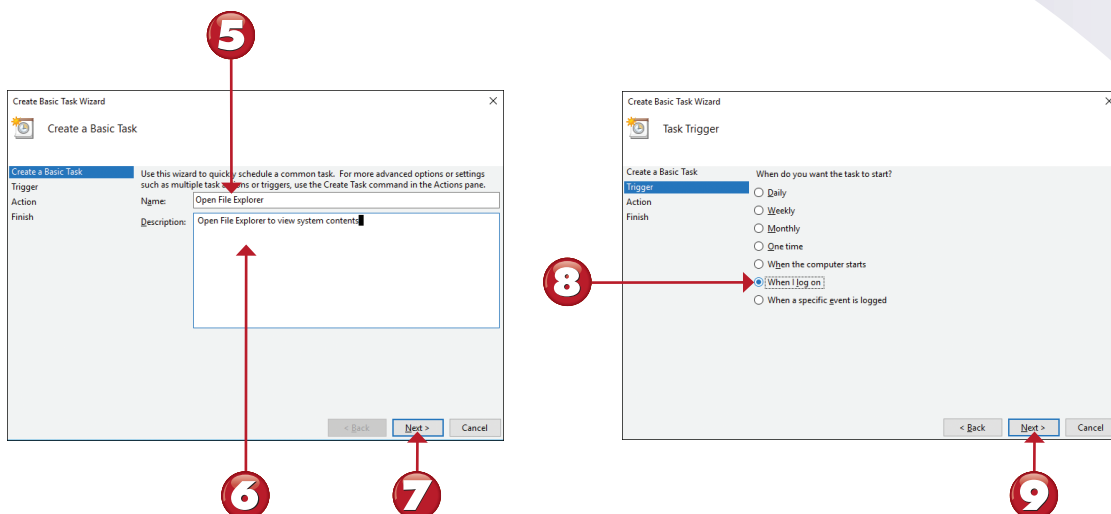 5
Create Basic Task Wizard
Create a Basic Task
Create a Basic Task
Trigger
Action
Finish
Use this wizard to quickly schedule a common task. For more advanced options or settings
such as multiple task actions or triggers, use the Create Task command in the Actions pane.
Name: Open File Explorer
Description: Open File Explorer to view system contents
< Back Next > Cancel
6
7
Create Basic Task Wizard
Task Trigger
Create a Basic Task
Trigger
Action
Finish
When do you want the task to start?
Daily
Weekly
Monthly
One time
When the computer starts
When I log on
When a specific event is logged
8
< Back Next > Cancel
9